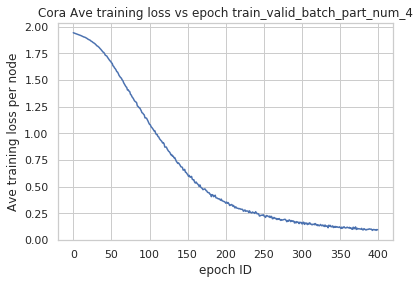 Cora Ave training loss vs epoch train_valid_batch_part_num_4
2.00
1.75
1.50
1.25
1.00
0.75
0.50
0.25
0.00
Ave training loss per node
0 50 100 150 200 250 300 350 400
epoch ID